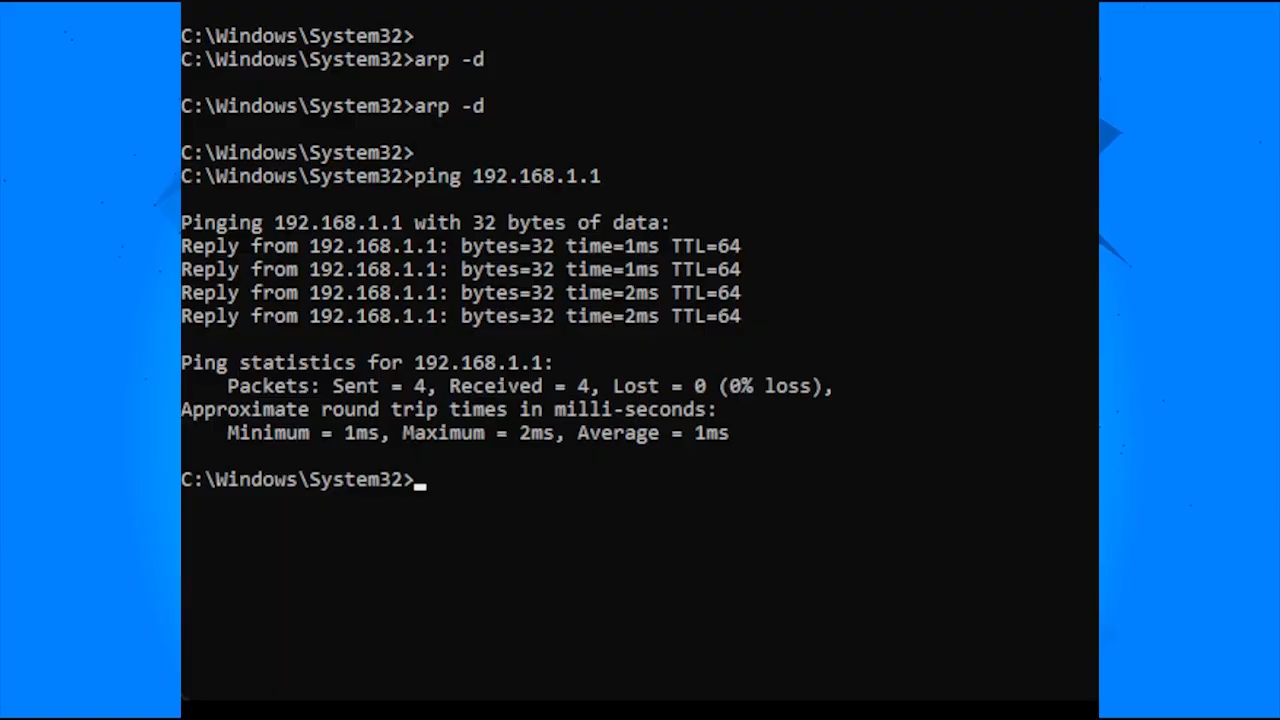 C:\Windows\System32>
C:\Windows\System32>arp -d
C:\Windows\System32>arp -d
C:\Windows\System32>
C:\Windows\System32>ping 192.168.1.1
Pinging 192.168.1.1 with 32 bytes of data:
Reply from 192.168.1.1: bytes=32 time=1ms TTL=64
Reply from 192.168.1.1: bytes=32 time=1ms TTL=64
Reply from 192.168.1.1: bytes=32 time=2ms TTL=64
Reply from 192.168.1.1: bytes=32 time=2ms TTL=64
Ping statistics for 192.168.1.1:
    Packets: Sent = 4, Received = 4, Lost = 0 (0% loss),
Approximate round trip times in milli-seconds:
    Minimum = 1ms, Maximum = 2ms, Average = 1ms
C:\Windows\System32>